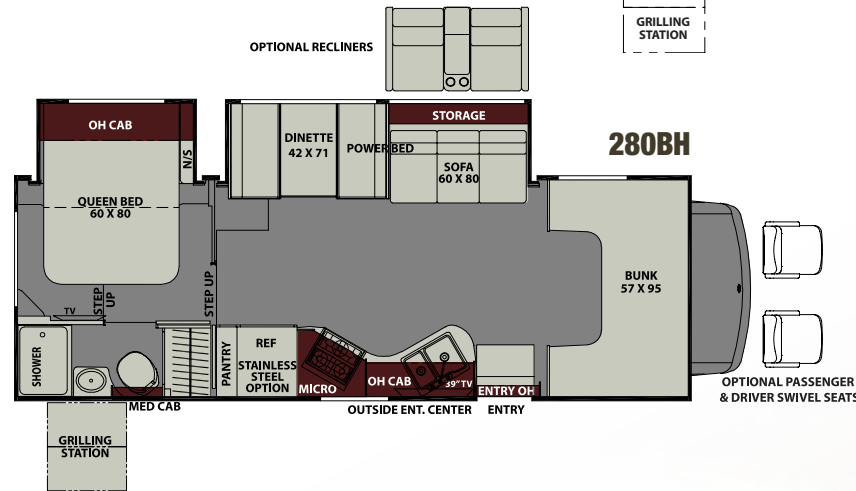 GRILLING
STATION
OPTIONAL RECLINERS
OH CAB
STORAGE
DINETTE
42 X 71
POWER BED
280BH
N/S
SOFA
60 X 80
QUEEN BED
60 X 80
BUNK
57 X 95
STEP UP
STEP
UP
TV
SHOWER
PANTRY
REF
STAINLESS
STEEL
OPTION
MICRO
OH CAB
39" TV
ENTRY OH
OPTIONAL PASSENGER
& DRIVER SWIVEL SEATS
MED CAB
OUTSIDE ENT. CENTER
ENTRY
GRILLING
STATION